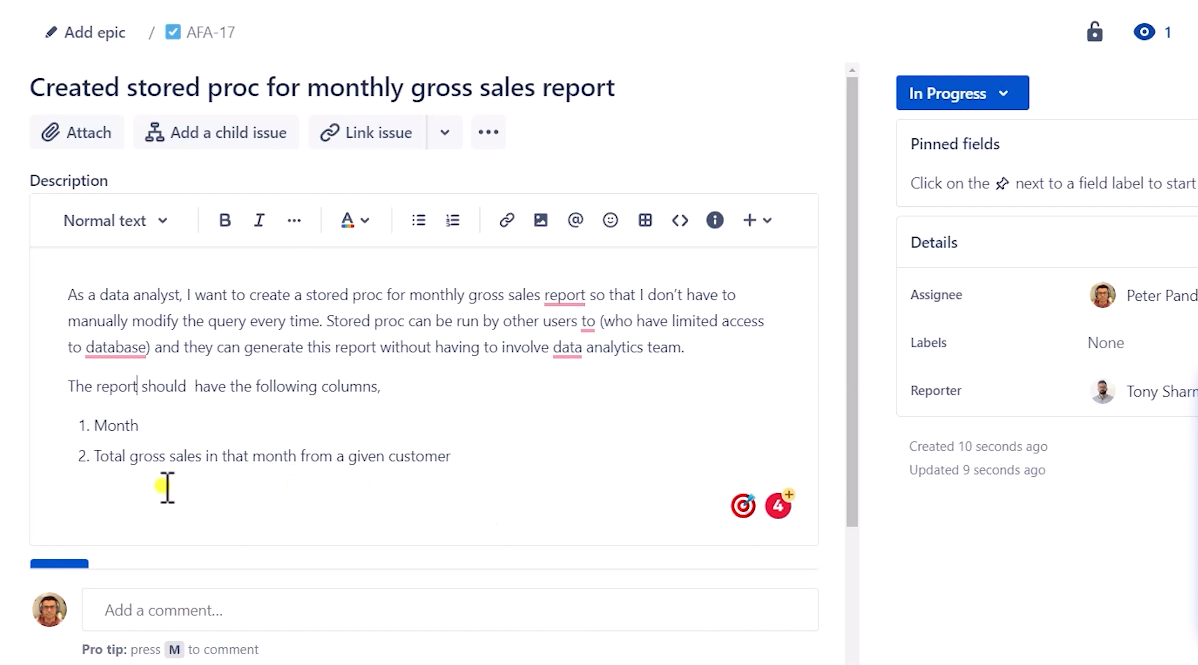 Add epic / AFA-17
1
Created stored proc for monthly gross sales report
In Progress
Attach Add a child issue Link issue
Description
Normal text B I A @ i +
As a data analyst, I want to create a stored proc for monthly gross sales report so that I don't have to
manually modify the query every time. Stored proc can be run by other users to (who have limited access
to database) and they can generate this report without having to involve data analytics team.
The report should have the following columns,
1. Month
2. Total gross sales in that month from a given customer
4
Add a comment...
Pro tip: press M to comment
Pinned fields
Click on the next to a field label to start
Details
Assignee Peter Pand
Labels None
Reporter Tony Shar
Created 10 seconds ago
Updated 9 seconds ago